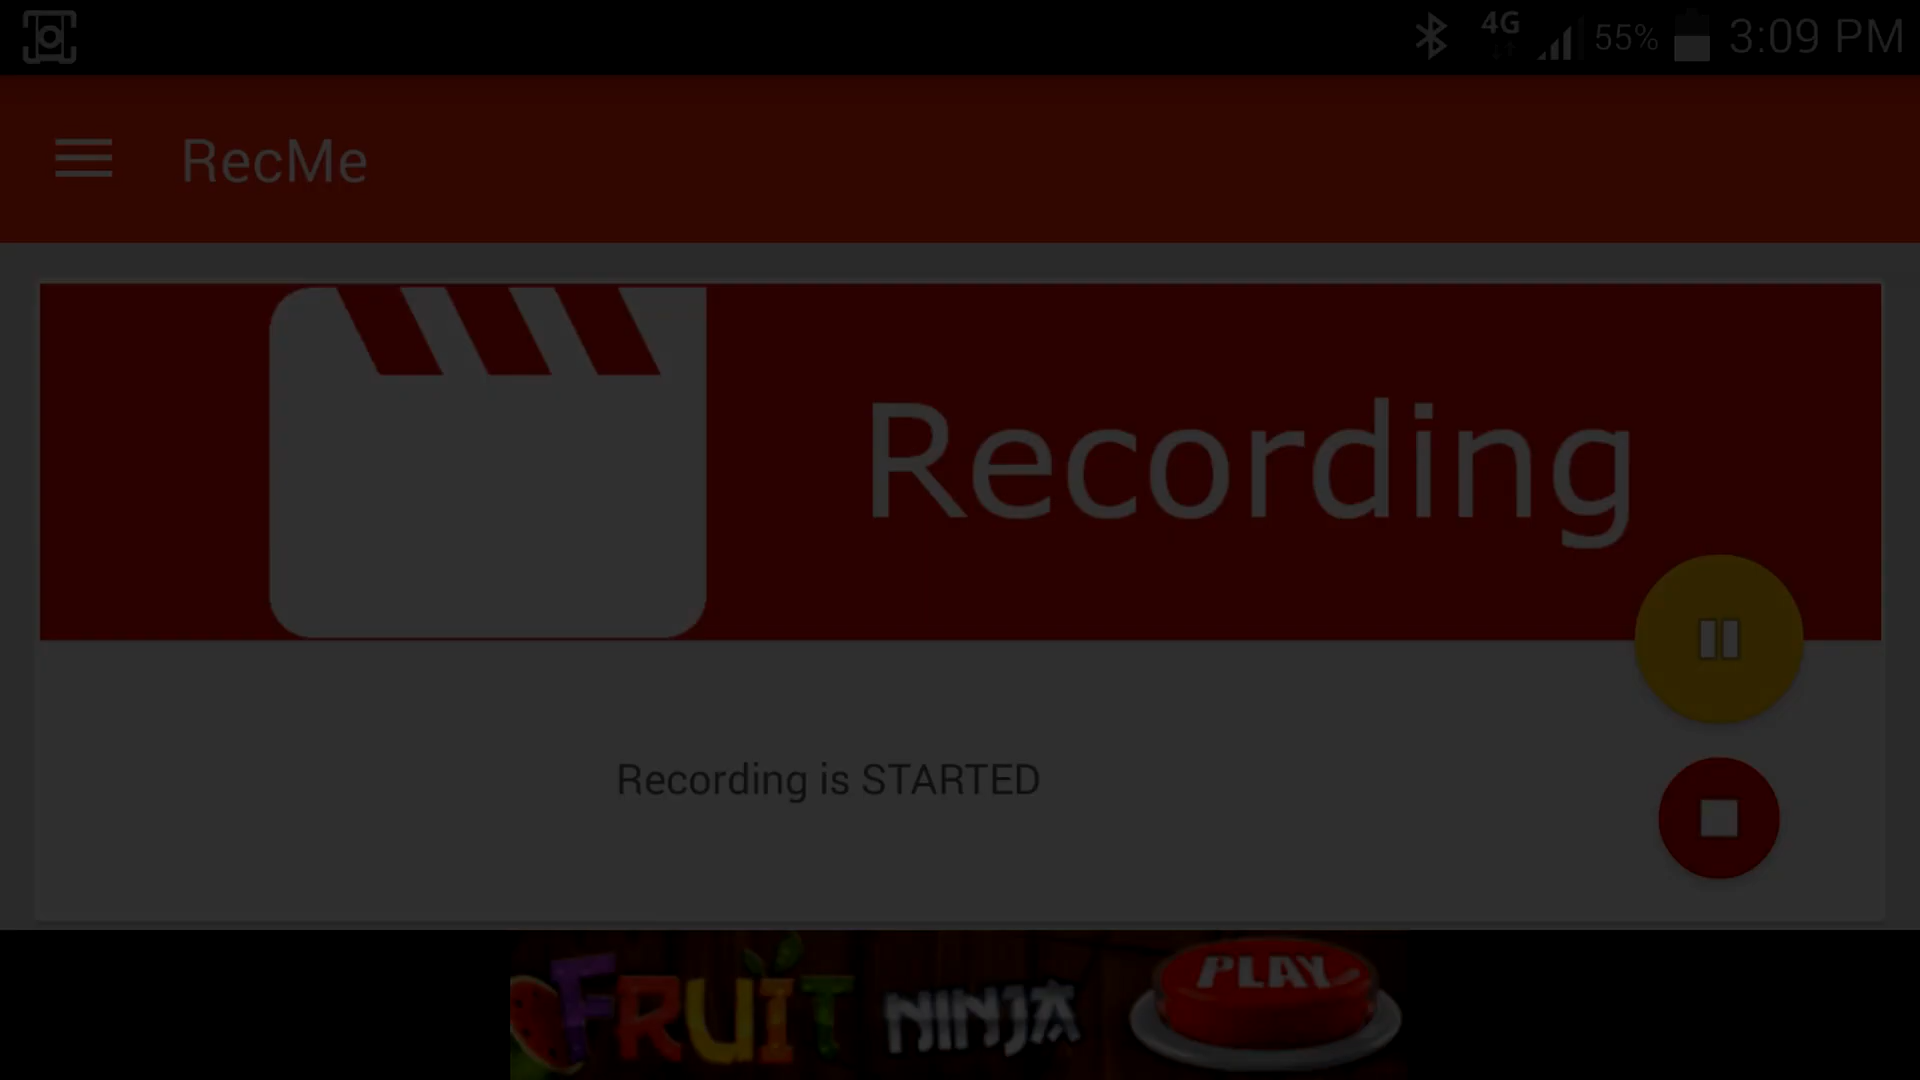 4G 55% 3:09 PM
RecMe
Recording
Recording is STARTED
FRUIT NINJA PLAY